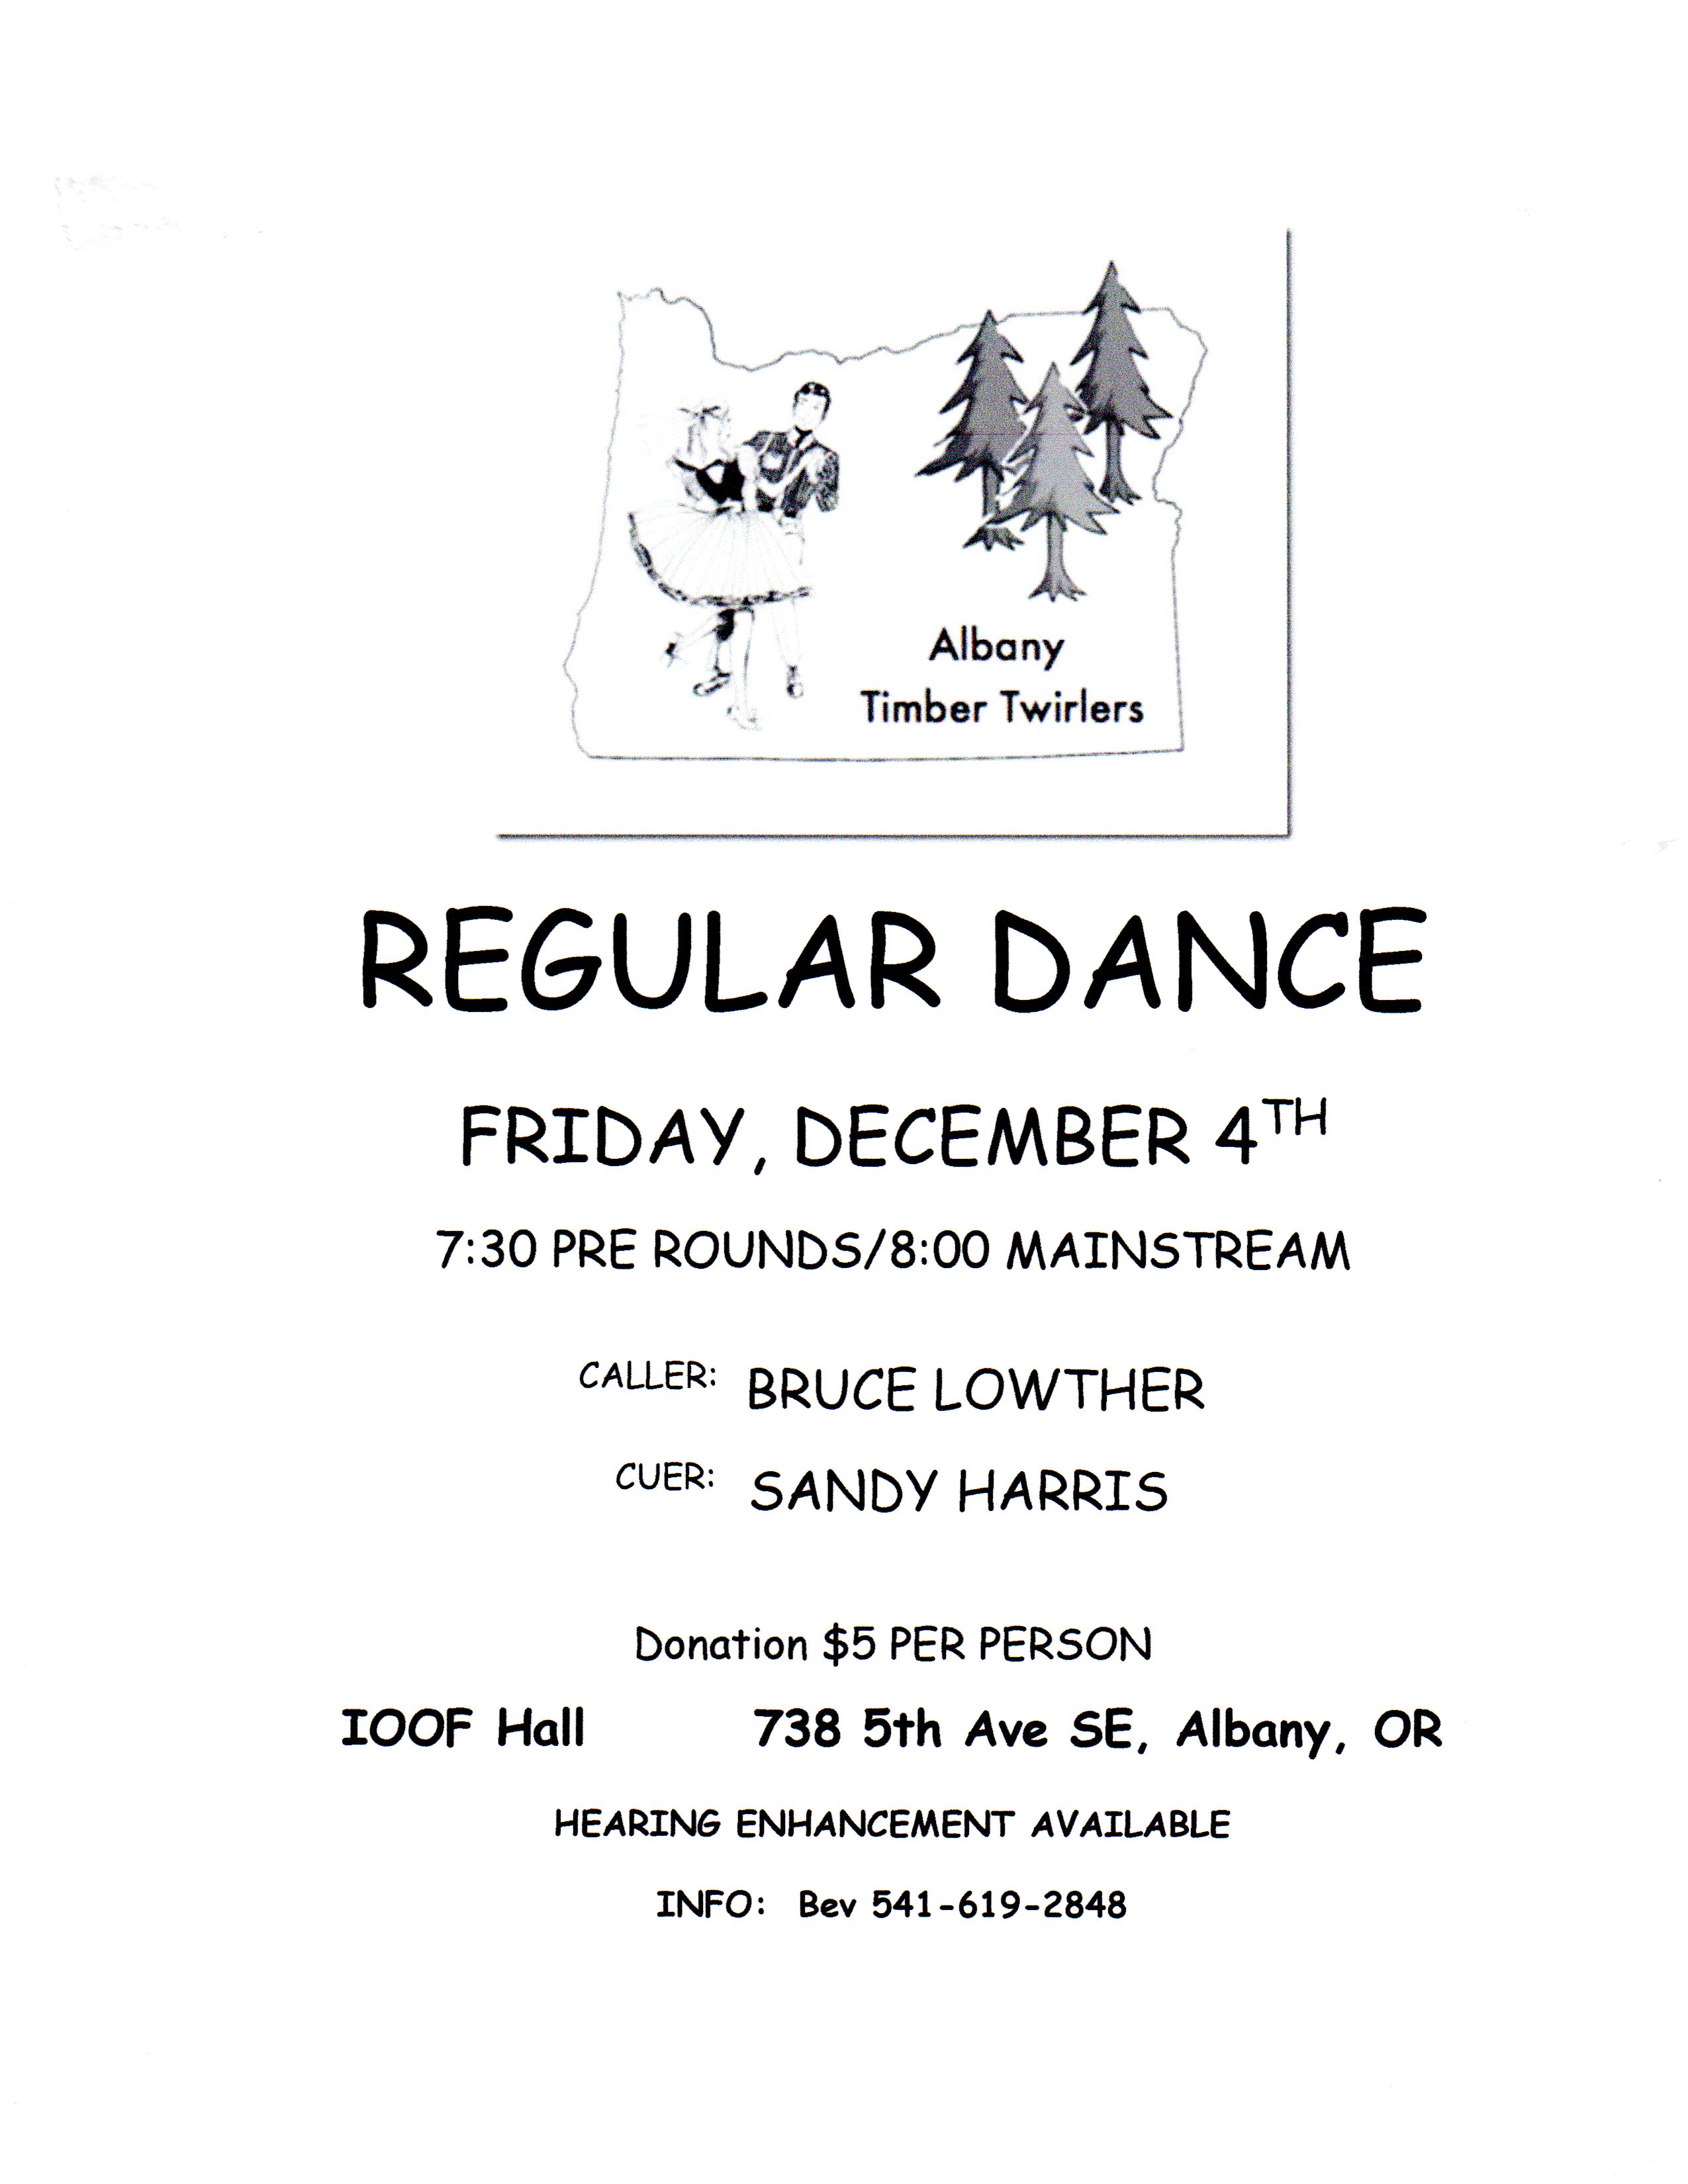 Albany
Timber Twirlers
REGULAR DANCE
FRIDAY, DECEMBER 4TH
7:30 PRE ROUNDS/8:00 MAINSTREAM
CALLER: BRUCE LOWTHER
CUER: SANDY HARRIS
Donation $5 PER PERSON
IOOF Hall 738 5th Ave SE, Albany, OR
HEARING ENHANCEMENT AVAILABLE
INFO: Bev 541-619-2848